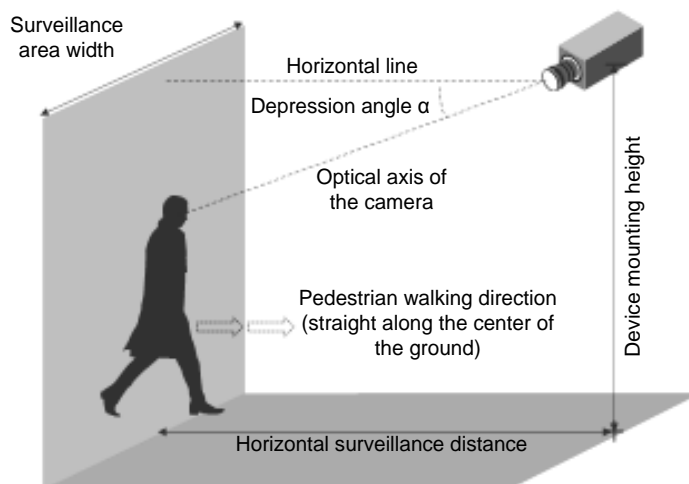 Surveillance
area width
Horizontal line
Depression angle α
Optical axis of
the camera
Device mounting height
Pedestrian walking direction
(straight along the center of
the ground)
Horizontal surveillance distance